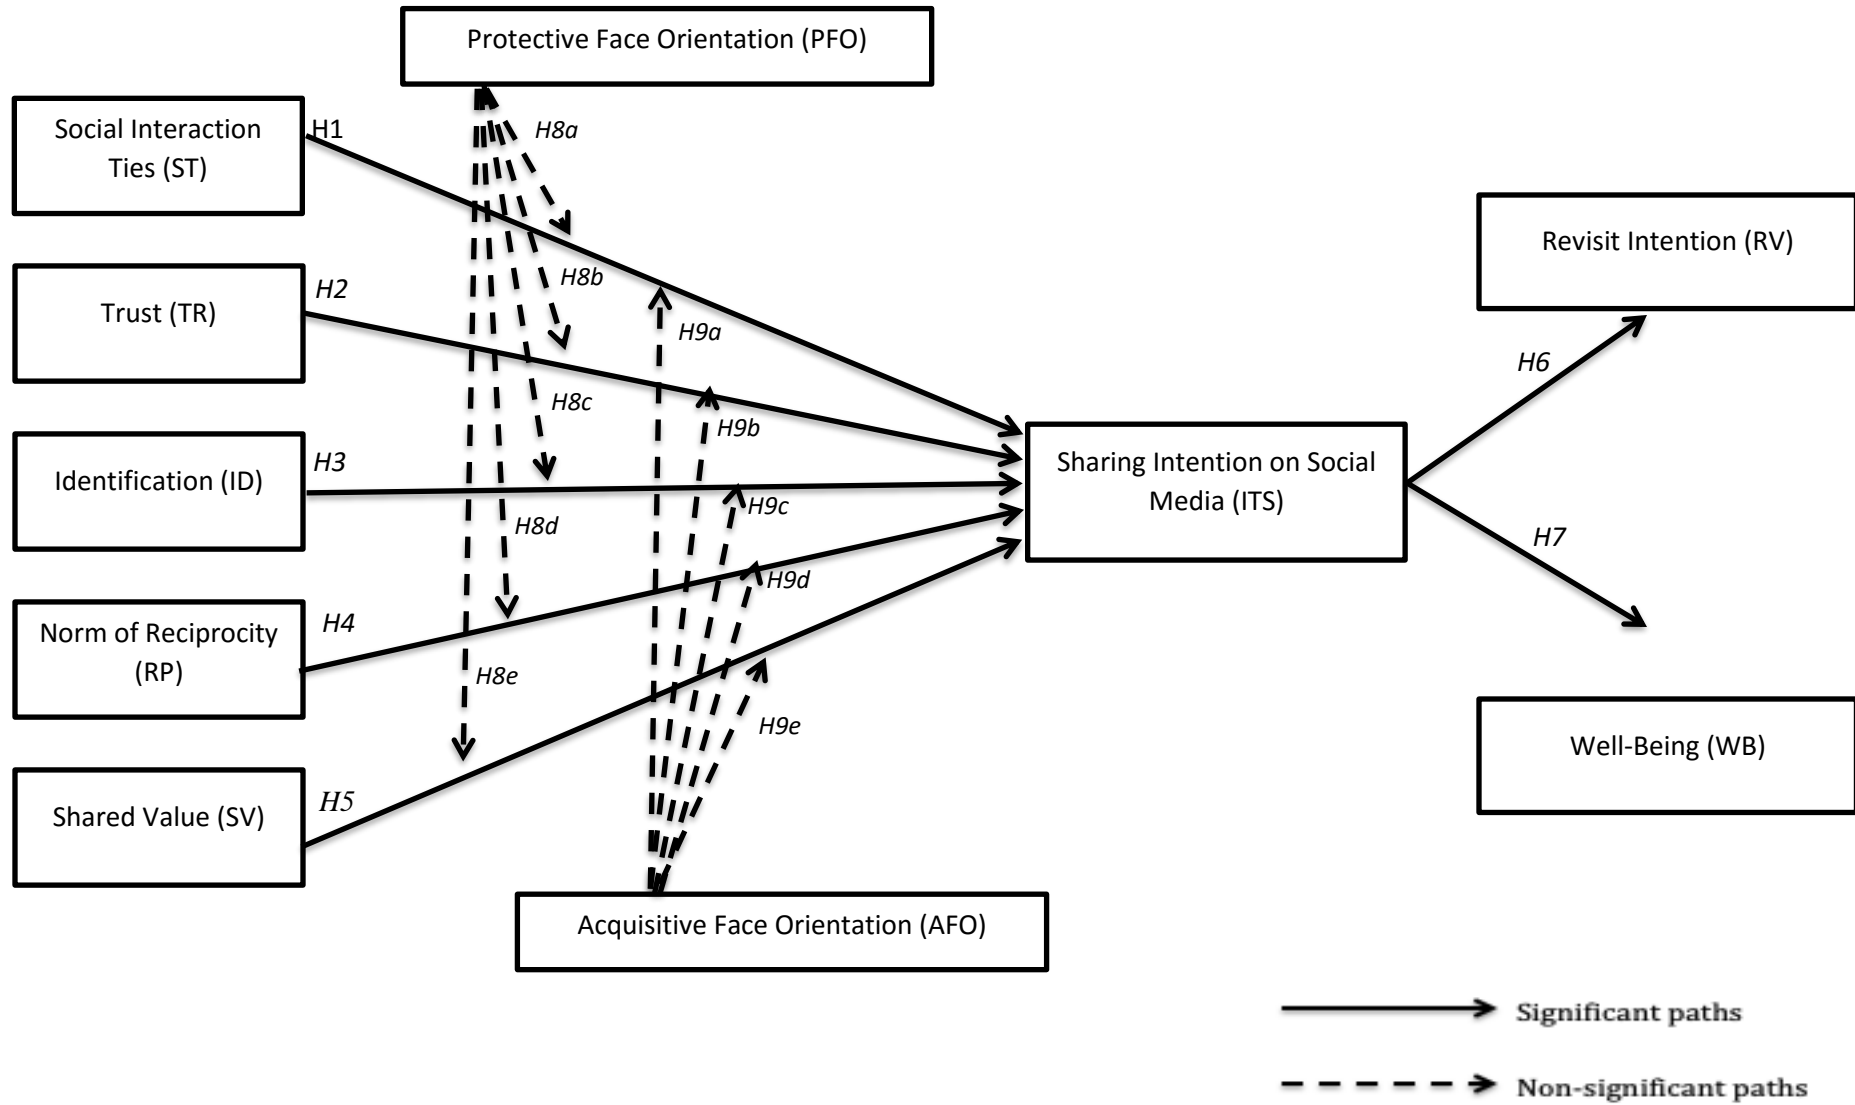 Protective Face Orientation (PFO)
Social Interaction
Ties (ST)
H1
H8a
Trust (TR)
H2
H8b
H9a
Revisit Intention (RV)
H6
H8c
H9b
Identification (ID)
H3
H9c
H8d
Sharing Intention on Social
Media (ITS)
H7
H9d
Norm of Reciprocity
(RP)
H4
H8e
H9e
Shared Value (SV)
H5
Well-Being (WB)
Acquisitive Face Orientation (AFO)
Significant paths
Non-significant paths